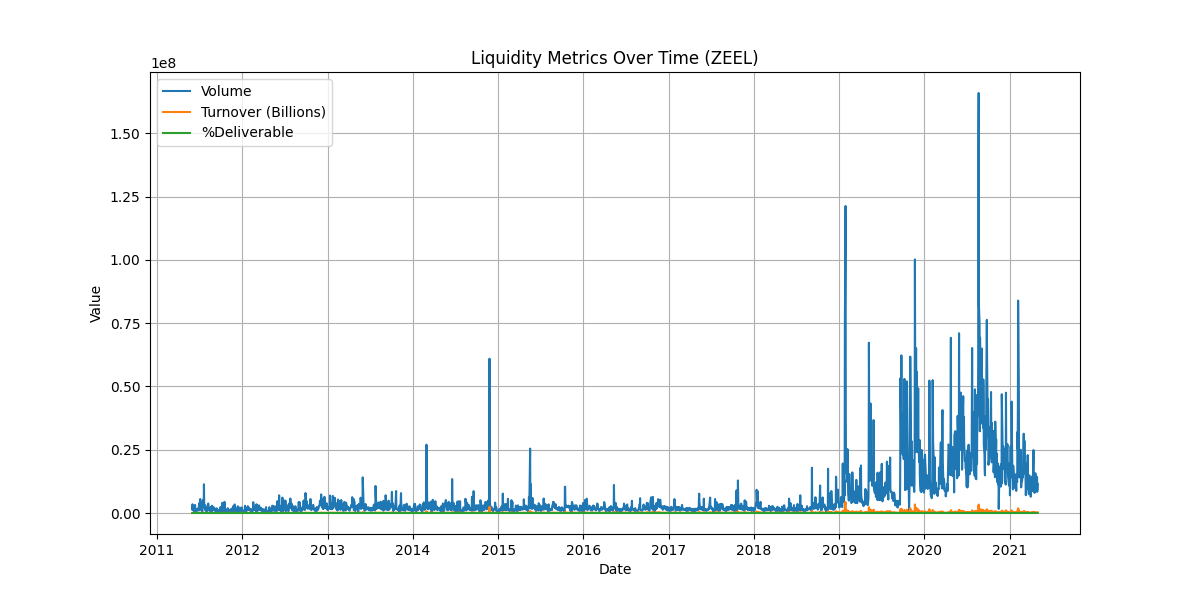 Liquidity Metrics Over Time (ZEEL)
1e8
Volume
Turnover (Billions)
%Deliverable
1.50
1.25
1.00
0.75
0.50
0.25
0.00
Value
2011 2012 2013 2014 2015 2016 2017 2018 2019 2020 2021
Date